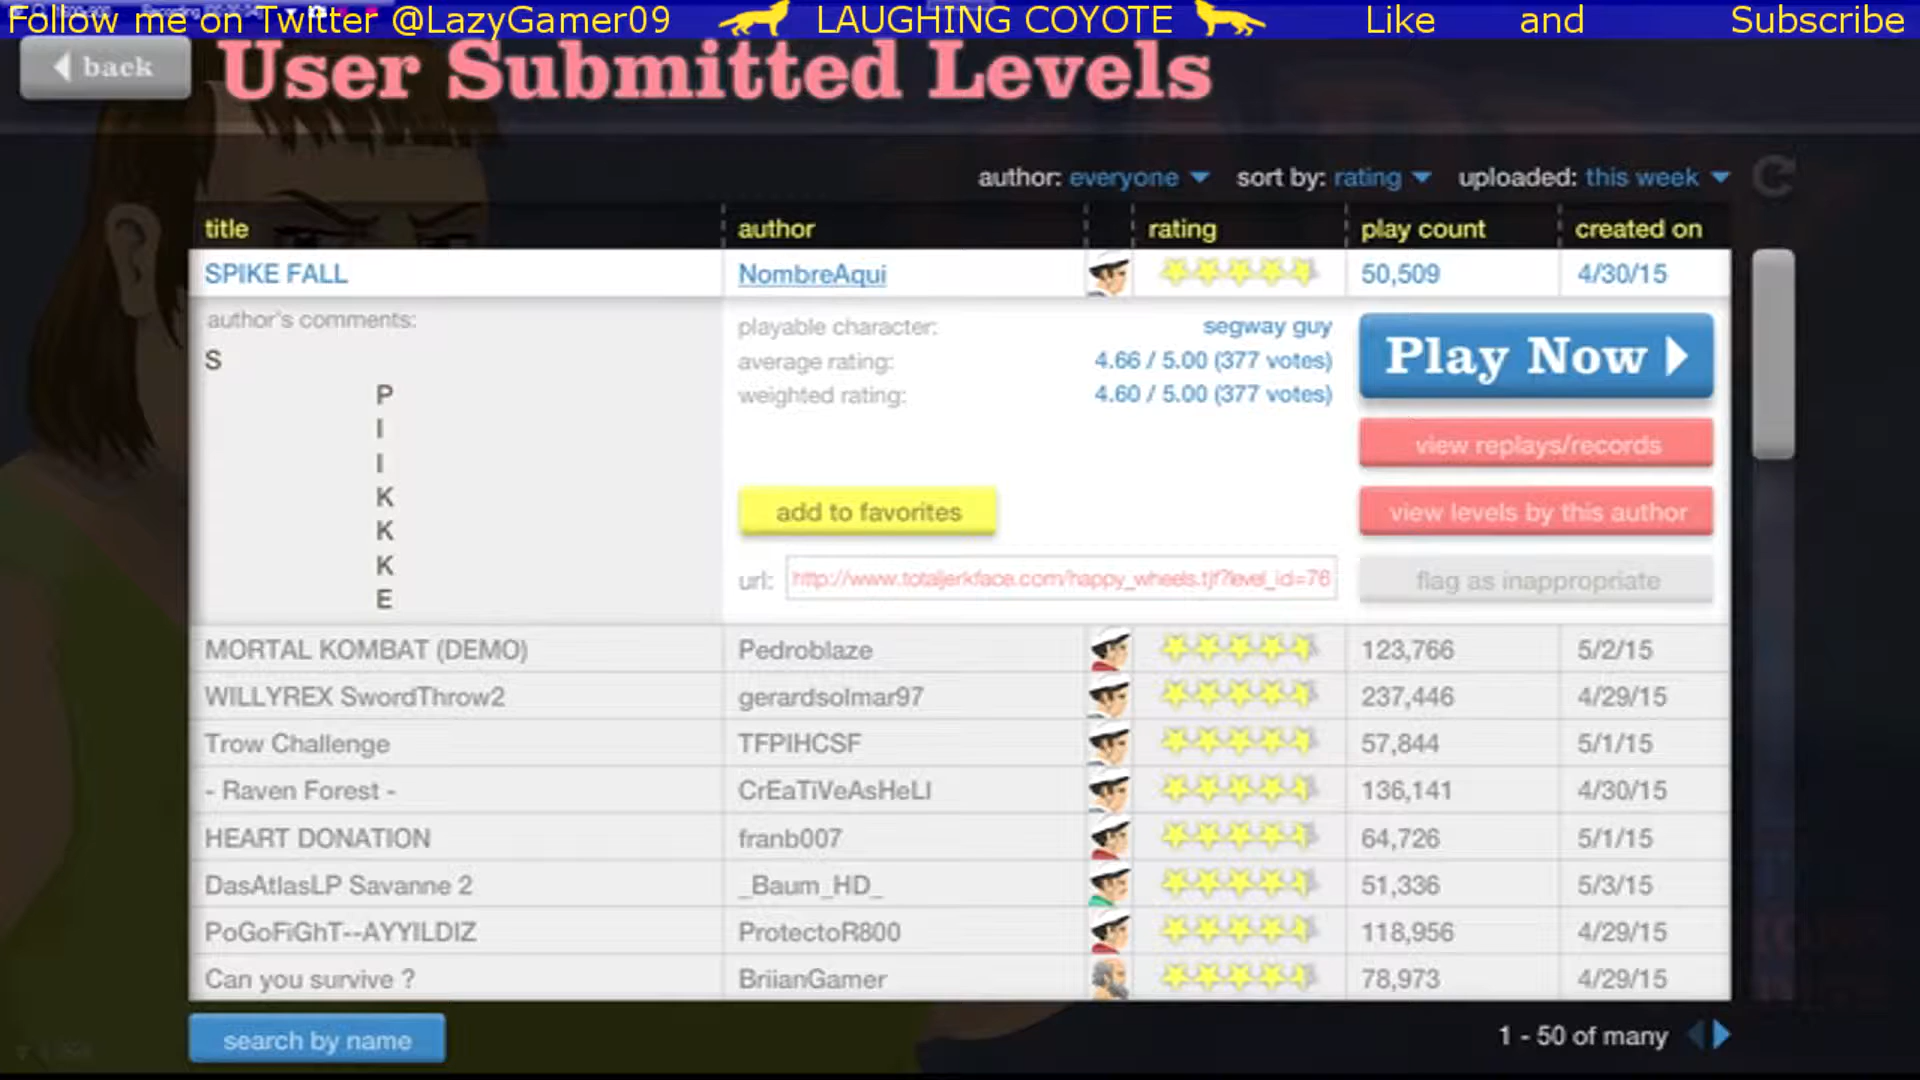 Follow me on Twitter @LazyGamer09 LAUGHING COYOTE Like and Subscribe
back
User Submitted Levels
author: everyone sort by: rating uploaded: this week
title author rating play count created on
SPIKE FALL NombreAqui 50,509 4/30/15
author's comments:
S
P
I
I
K
K
K
E
playable character: segway guy
average rating: 4.66 / 5.00 (377 votes)
weighted rating: 4.60 / 5.00 (377 votes)
add to favorites
url: http://www.totaljerkface.com/happy_wheels.tjf?level_id=76
Play Now
view replays/records
view levels by this author
flag as inappropriate
MORTAL KOMBAT (DEMO) Pedroblaze 123,766 5/2/15
WILLYREX SwordThrow2 gerardsolmar97 237,446 4/29/15
Trow Challenge TFPIHCSF 57,844 5/1/15
- Raven Forest - CrEaTiVeAsHeLl 136,141 4/30/15
HEART DONATION franb007 64,726 5/1/15
DasAtlasLP Savanne 2 _Baum_HD_ 51,336 5/3/15
PoGoFiGhT--AYYILDIZ ProtectoR800 118,956 4/29/15
Can you survive ? BriianGamer 78,973 4/29/15
search by name
1 - 50 of many